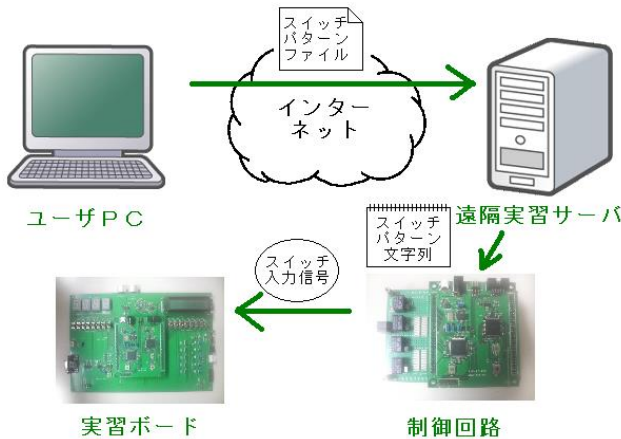 スイッチ
パターン
ファイル
インター
ネット
ユーザPC
遠隔実習サーバ
スイッチ
パターン
文字列
スイッチ
入力信号
実習ボード
制御回路